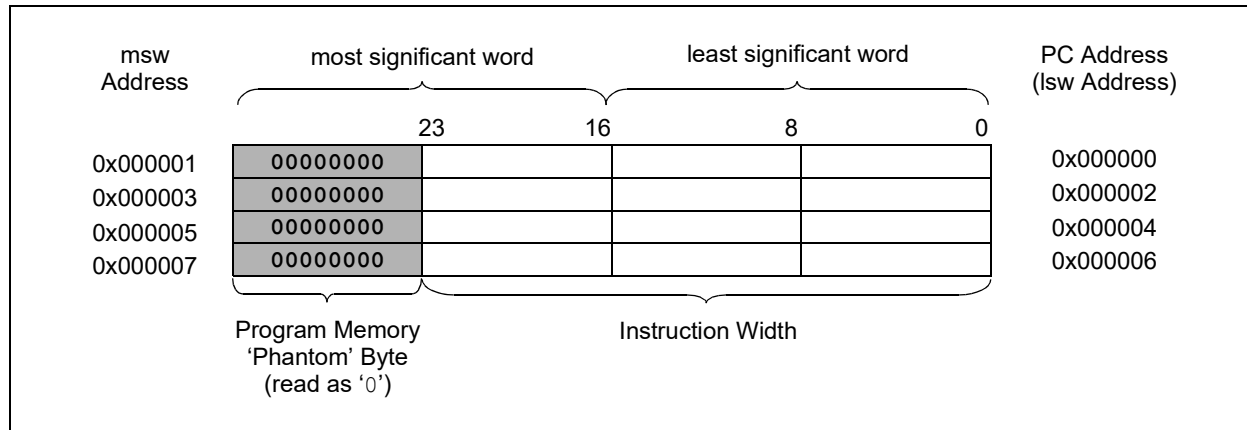 msw
Address
most significant word
least significant word
PC Address
(lsw Address)
23
16
8
0
0x000001
00000000
0x000000
0x000003
00000000
0x000002
0x000005
00000000
0x000004
0x000007
00000000
0x000006
Program Memory
‘Phantom’ Byte
(read as ‘0’)
Instruction Width